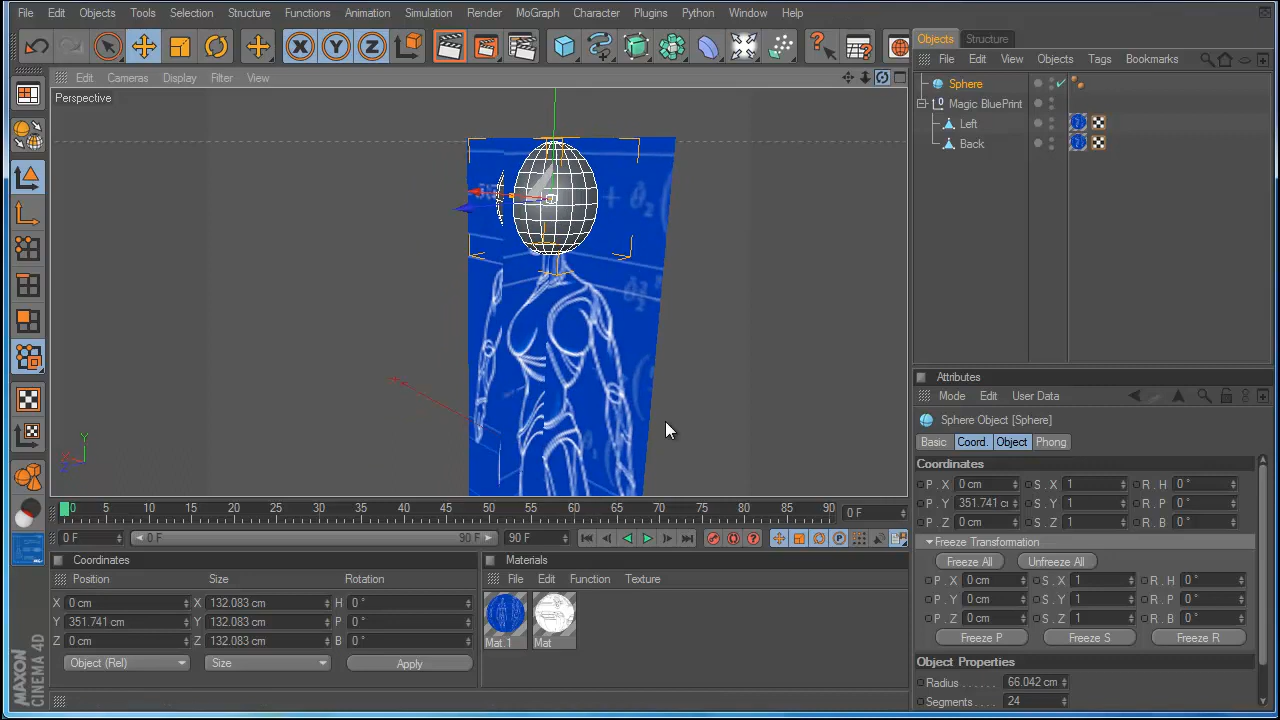 File Edit Objects Tools Selection Structure Functions Animation Simulation Render MoGraph Character Plugins Python Window Help
Objects Structure
File Edit View Objects Tags Bookmarks
Edit Cameras Display Filter View
Perspective
Sphere
Magic BluePrint
Left
Back
Attributes
Mode Edit User Data
Sphere Object [Sphere]
Basic Coord. Object Phong
Coordinates
P . X 0 cm S . X 1 R . H 0 °
P . Y 351.741 S . Y 1 R . P 0 °
P . Z 0 cm S . Z 1 R . B 0 °
Freeze Transformation
Freeze All Unfreeze All
P . X 0 cm S . X 1 R . H 0 °
P . Y 0 cm S . Y 1 R . P 0 °
P . Z 0 cm S . Z 1 R . B 0 °
Freeze P Freeze S Freeze R
Object Properties
Radius . . . . . . 66.042 cm
Segments . . . . 24
X Y Z
Y
0 5 10 15 20 25 30 35 40 45 50 55 60 65 70 75 80 85 90 0 F
0 F 0 F 90 F 90 F
Coordinates
Position Size Rotation
X 0 cm X 132.083 cm H 0 °
Y 351.741 cm Y 132.083 cm P 0 °
Z 0 cm Z 132.083 cm B 0 °
Object (Rel) Size Apply
Materials
File Edit Function Texture
Mat.1 Mat
MAXON
CINEMA 4D